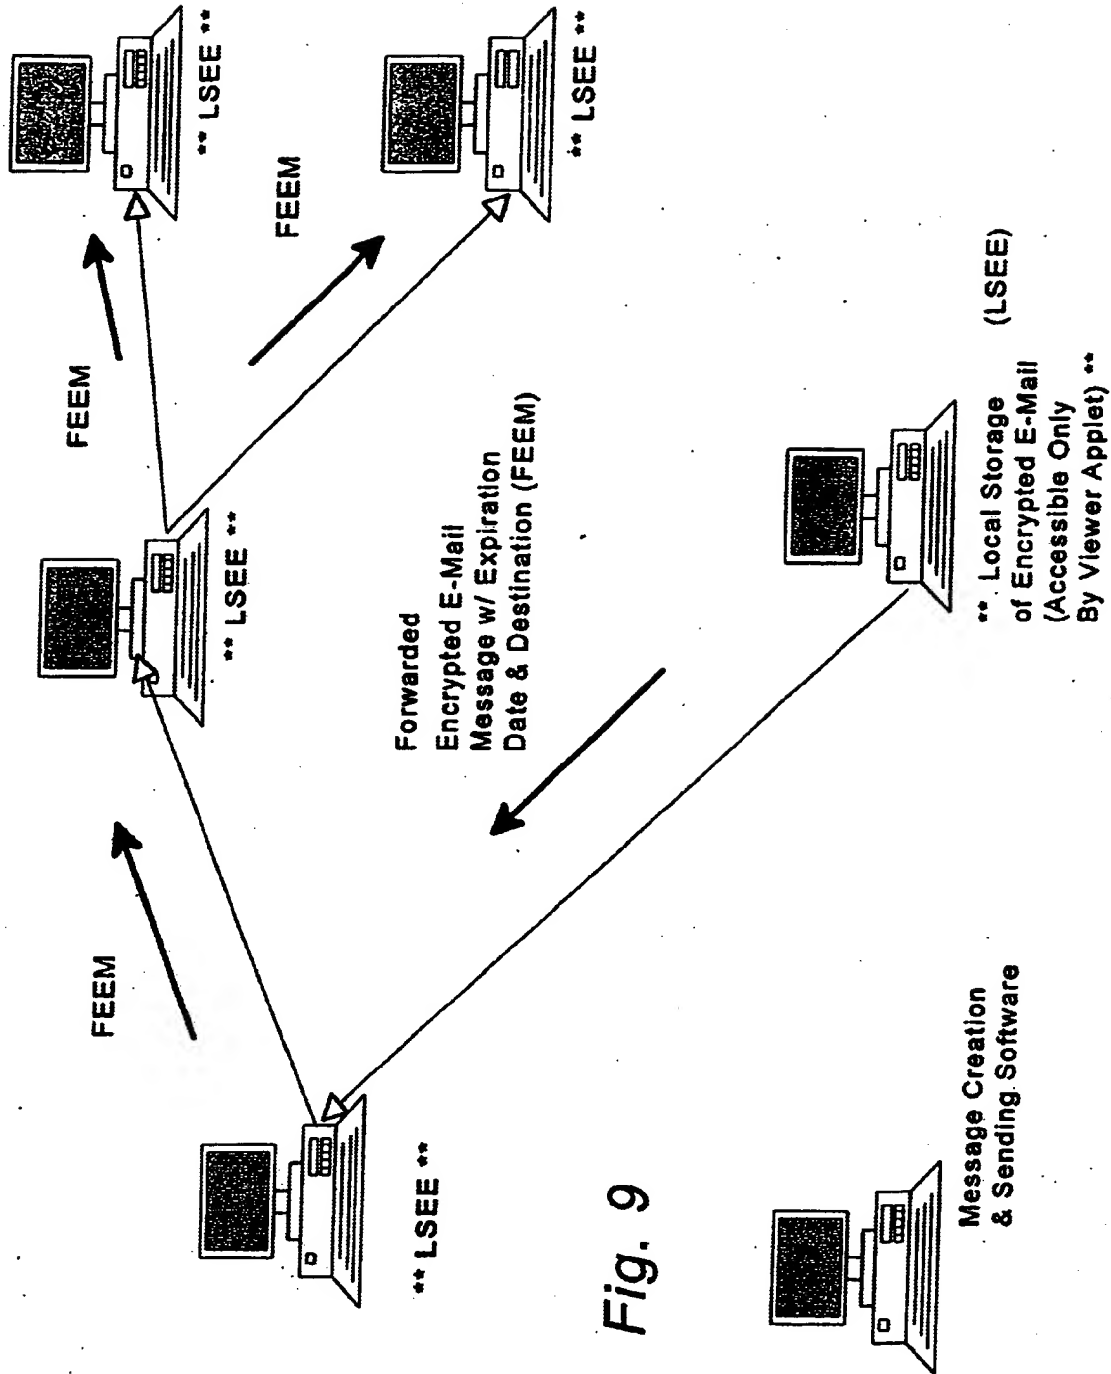 ** LSEE **
FEEM
** LSEE **
FEEM
** LSEE **
FEEM
** LSEE **
Forwarded
Encrypted E-Mail
Message w/ Expiration
Date & Destination (FEEM)
Fig. 9
Message Creation
& Sending Software
** Local Storage (LSEE)
of Encrypted E-Mail
(Accessible Only
By Viewer Applet) **